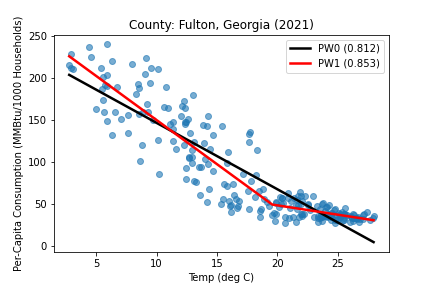 County: Fulton, Georgia (2021)
Per-Capita Consumption (MMBtu/1000 Households)
250
200
150
100
50
0
PW0 (0.812)
PW1 (0.853)
5 10 15 20 25
Temp (deg C)